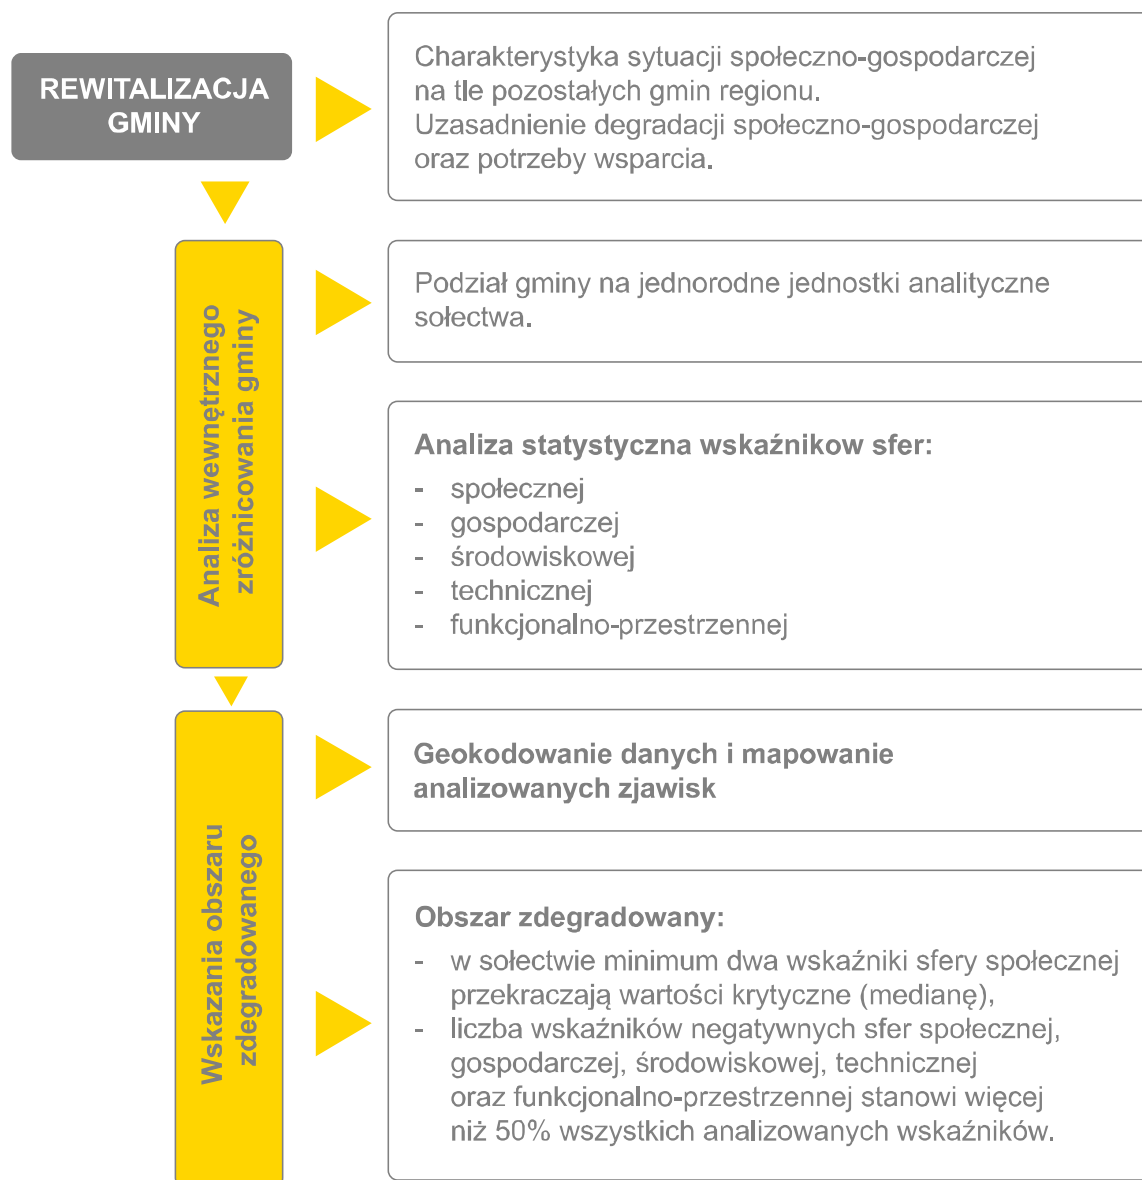 REWITALIZACJA
GMINY
Charakterystyka sytuacji społeczno-gospodarczej
na tle pozostałych gmin regionu.
Uzasadnienie degradacji społeczno-gospodarczej
oraz potrzeby wsparcia.
Analiza wewnętrznego
zróżnicowania gminy
Podział gminy na jednorodne jednostki analityczne
sołectwa.
Analiza statystyczna wskaźnikow sfer:
- społecznej
- gospodarczej
- środowiskowej
- technicznej
- funkcjonalno-przestrzennej
Wskazania obszaru
zdegradowanego
Geokodowanie danych i mapowanie
analizowanych zjawisk
Obszar zdegradowany:
- w sołectwie minimum dwa wskaźniki sfery społecznej
przekraczają wartości krytyczne (medianę),
- liczba wskaźników negatywnych sfer społecznej,
gospodarczej, środowiskowej, technicznej
oraz funkcjonalno-przestrzennej stanowi więcej
niż 50% wszystkich analizowanych wskaźników.